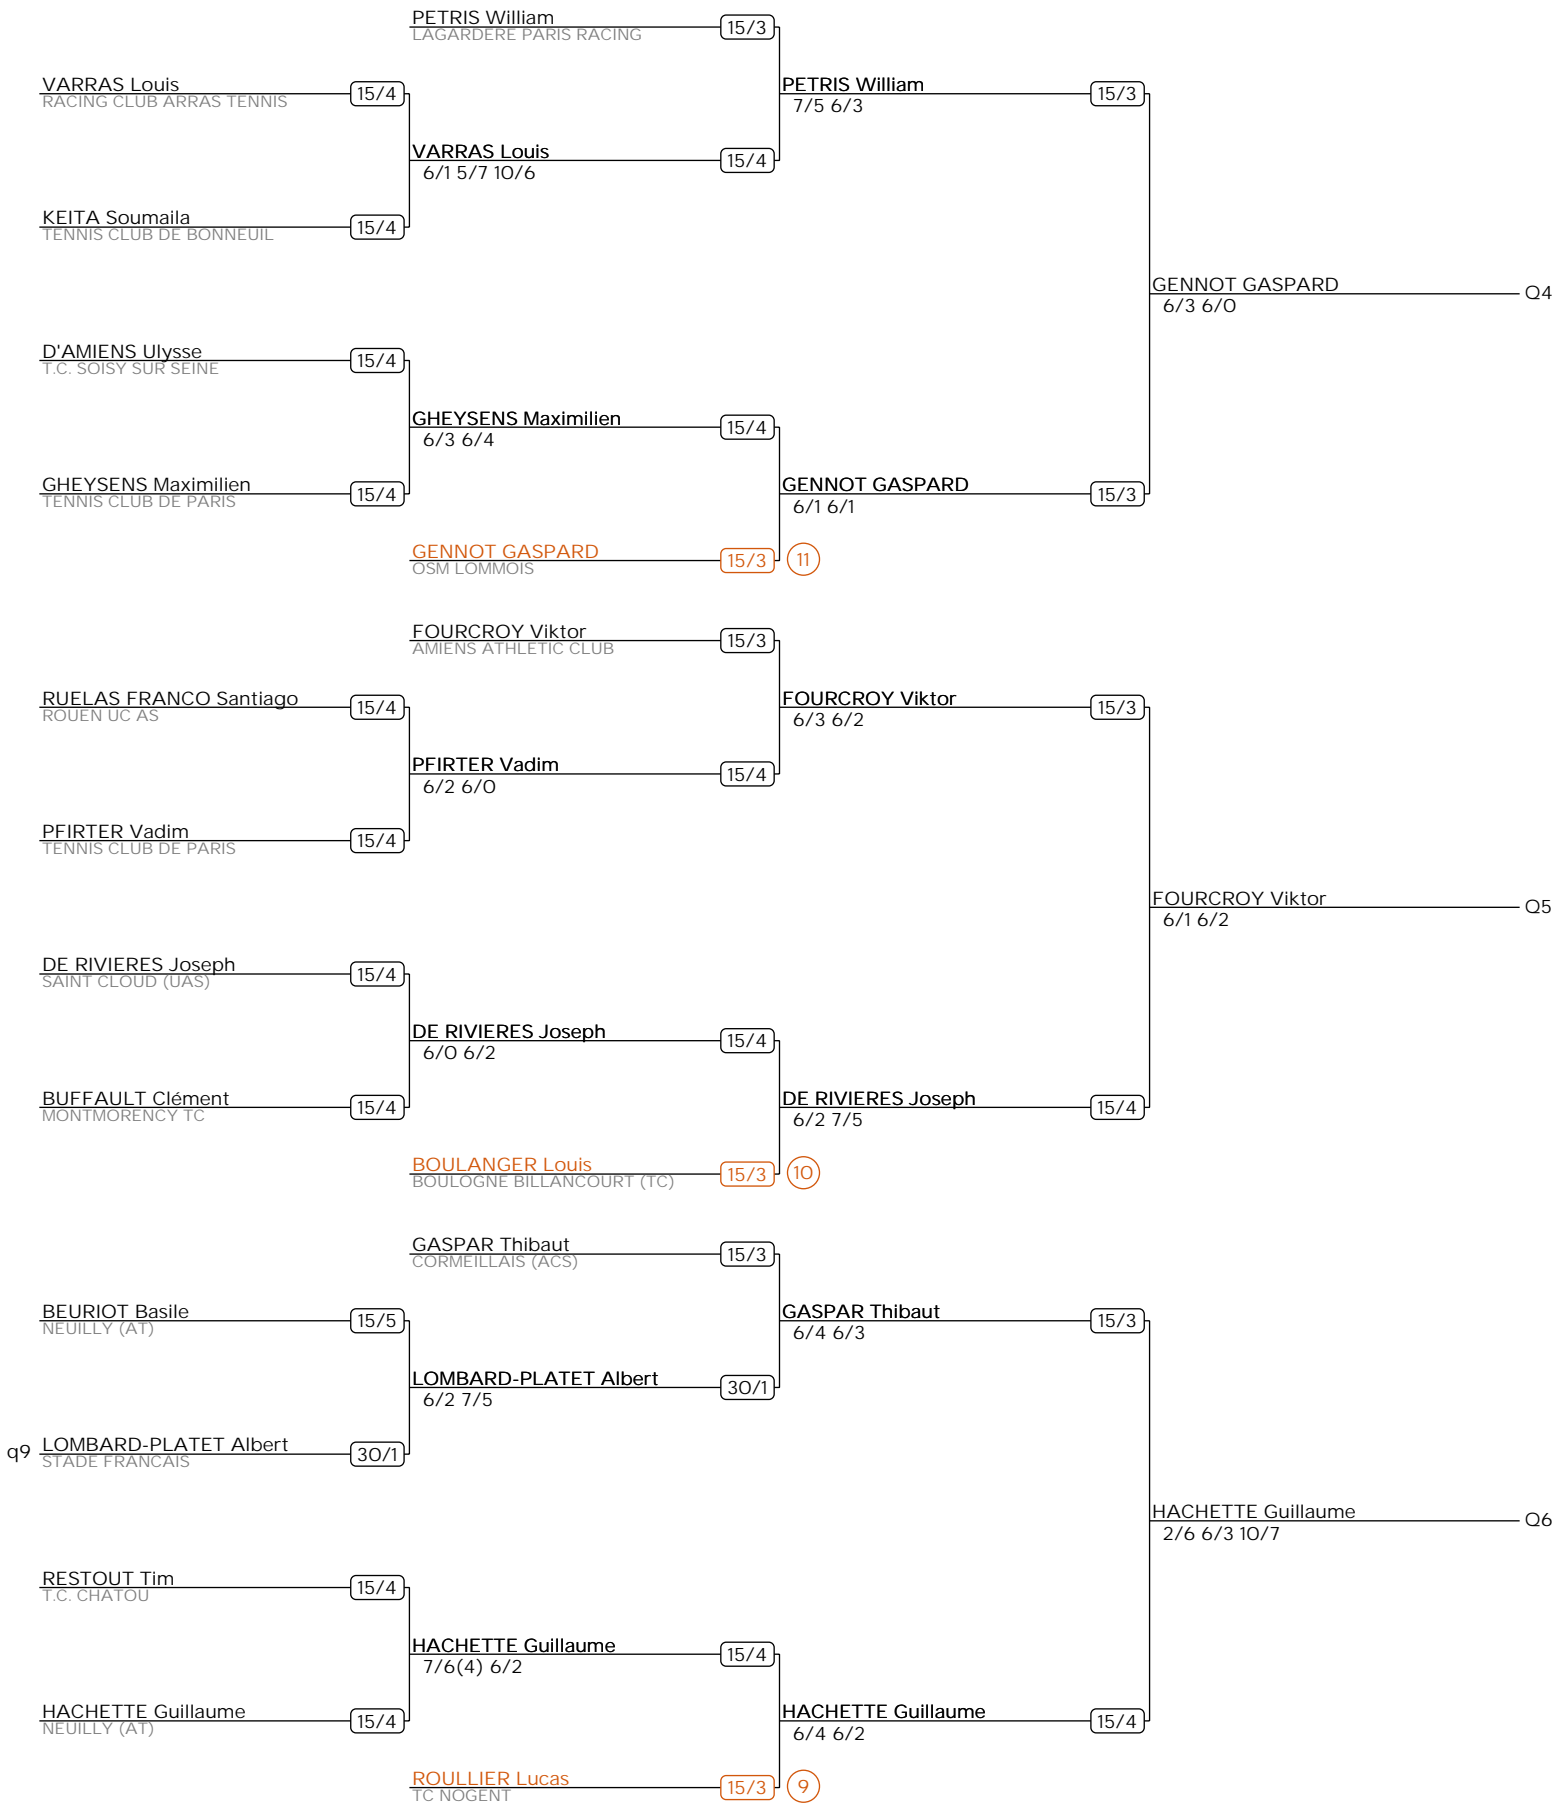 PETRIS William
15/3
LAGARDERE PARIS RACING
VARRAS Louis
15/4
RACING CLUB ARRAS TENNIS
PETRIS William
15/3
7/5 6/3
VARRAS Louis
15/4
6/1 5/7 10/6
KEITA Soumaila
15/4
TENNIS CLUB DE BONNEUIL
GENNOT GASPARD
Q4
6/3 6/0
D'AMIENS Ulysse
15/4
T.C. SOISY SUR SEINE
GHEYSENS Maximilien
15/4
6/3 6/4
GHEYSENS Maximilien
15/4
TENNIS CLUB DE PARIS
GENNOT GASPARD
15/3
6/1 6/1
GENNOT GASPARD
15/3
11
OSM LOMMOIS
FOURCROY Viktor
15/3
AMIENS ATHLETIC CLUB
RUELAS FRANCO Santiago
15/4
ROUEN UC AS
FOURCROY Viktor
15/3
6/3 6/2
PFIRTER Vadim
15/4
6/2 6/0
PFIRTER Vadim
15/4
TENNIS CLUB DE PARIS
FOURCROY Viktor
Q5
6/1 6/2
DE RIVIERES Joseph
15/4
SAINT CLOUD (UAS)
DE RIVIERES Joseph
15/4
6/0 6/2
BUFFAULT Clément
15/4
MONTMORENCY TC
DE RIVIERES Joseph
15/4
6/2 7/5
BOULANGER Louis
15/3
10
BOULOGNE BILLANCOURT (TC)
GASPAR Thibaut
15/3
CORMEILLAIS (ACS)
BEURIOT Basile
15/5
NEUILLY (AT)
GASPAR Thibaut
15/3
6/4 6/3
LOMBARD-PLATET Albert
30/1
6/2 7/5
q9
LOMBARD-PLATET Albert
30/1
STADE FRANCAIS
HACHETTE Guillaume
Q6
2/6 6/3 10/7
RESTOUT Tim
15/4
T.C. CHATOU
HACHETTE Guillaume
15/4
7/6(4) 6/2
HACHETTE Guillaume
15/4
NEUILLY (AT)
HACHETTE Guillaume
15/4
6/4 6/2
ROULLIER Lucas
15/3
9
TC NOGENT